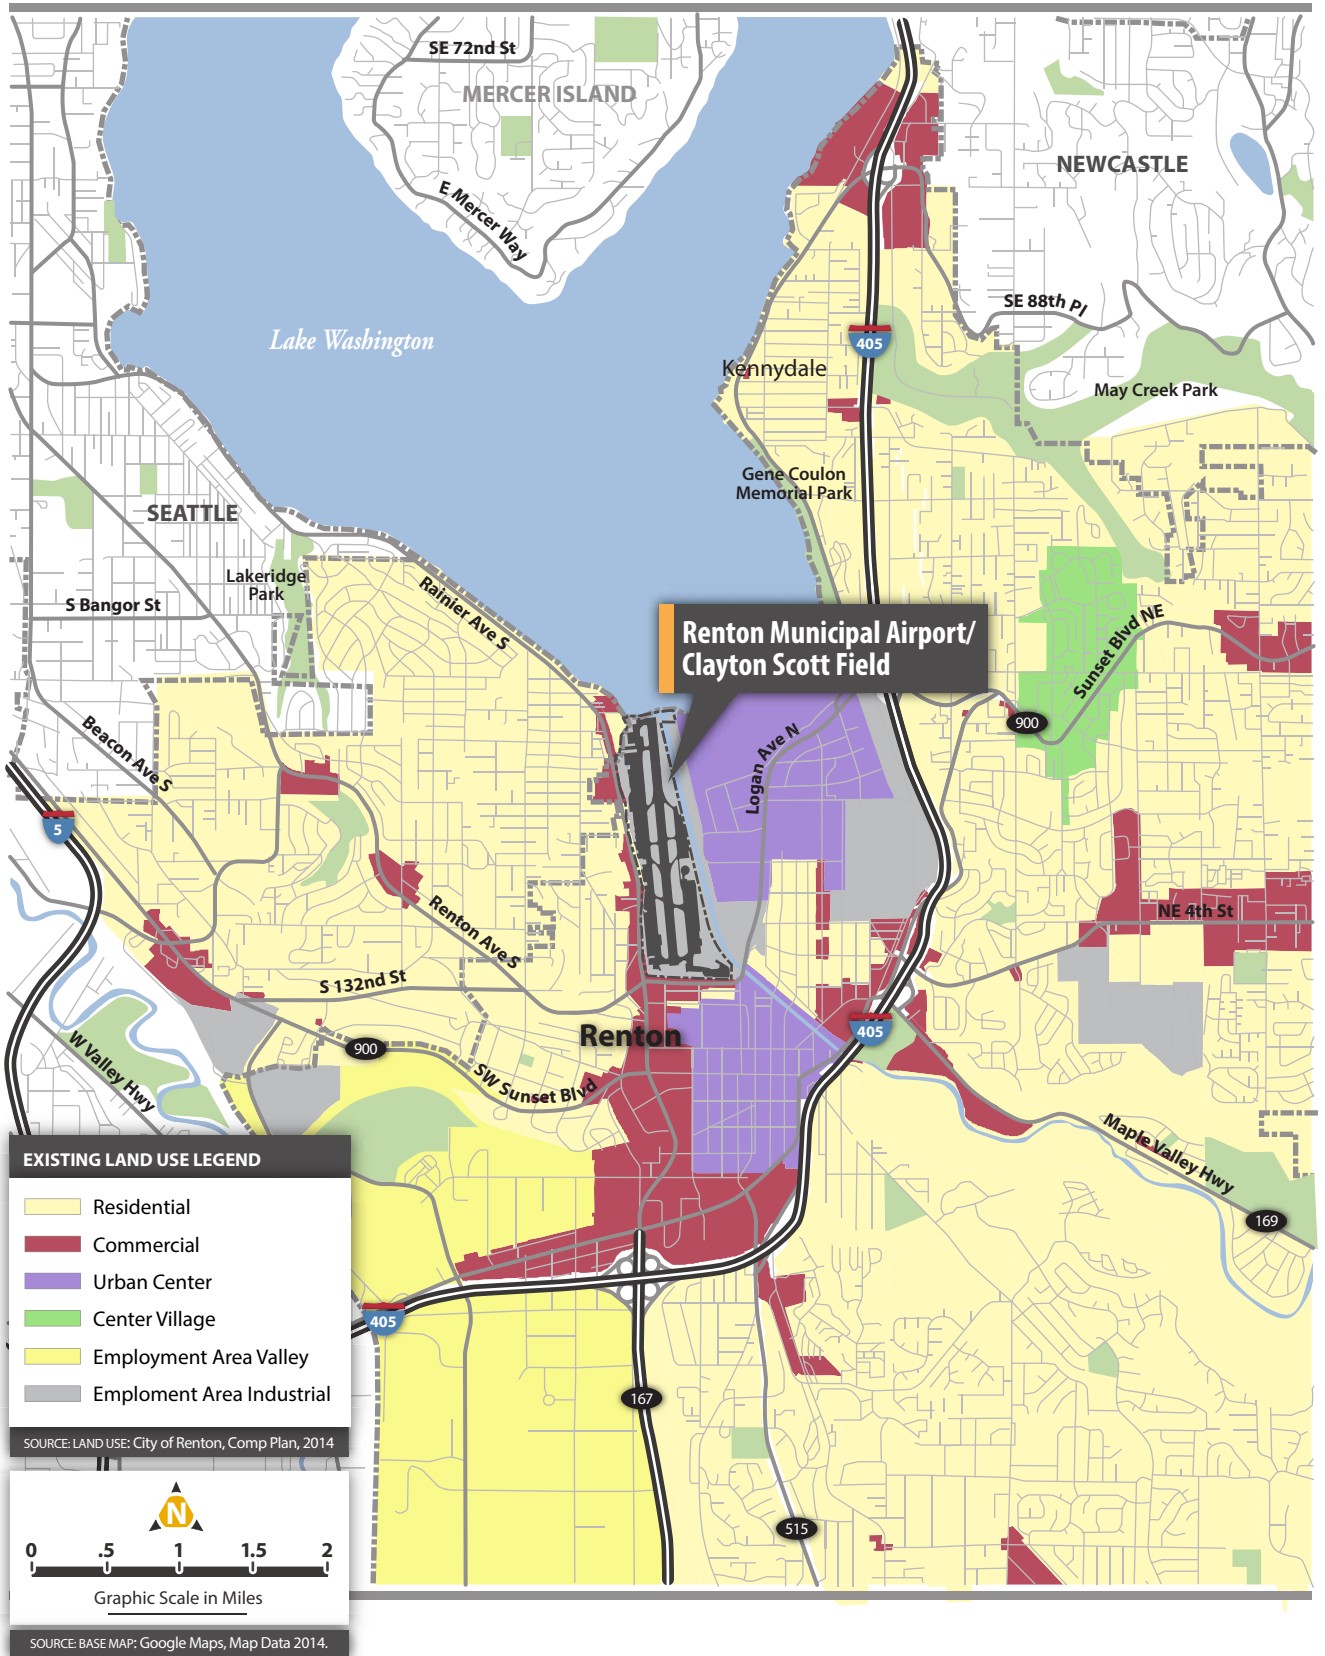 SE 72nd St
MERCER ISLAND
E Mercer Way
NEWCASTLE
SE 88th Pl
Lake Washington
405
Kennydale
May Creek Park
Gene Coulon
Memorial Park
SEATTLE
Lakeridge
Park
S Bangor St
Rainier Ave S
Renton Municipal Airport/
Clayton Scott Field
Sunset Blvd NE
900
Beacon Ave S
Logan Ave N
5
Renton Ave S
NE 4th St
S 132nd St
Renton
405
900
W Valley Hwy
SW Sunset Blvd
Maple Valley Hwy
169
EXISTING LAND USE LEGEND
Residential
Commercial
Urban Center
Center Village
Employment Area Valley
Emploment Area Industrial
SOURCE: LAND USE: City of Renton, Comp Plan, 2014
405
167
515
N
0 .5 1 1.5 2
Graphic Scale in Miles
SOURCE: BASE MAP: Google Maps, Map Data 2014.